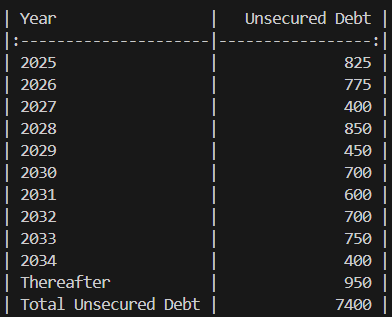 | Year | Unsecured Debt |
|:--------------------|----------------:|
| 2025 | 825 |
| 2026 | 775 |
| 2027 | 400 |
| 2028 | 850 |
| 2029 | 450 |
| 2030 | 700 |
| 2031 | 600 |
| 2032 | 700 |
| 2033 | 750 |
| 2034 | 400 |
| Thereafter | 950 |
| Total Unsecured Debt | 7400 |